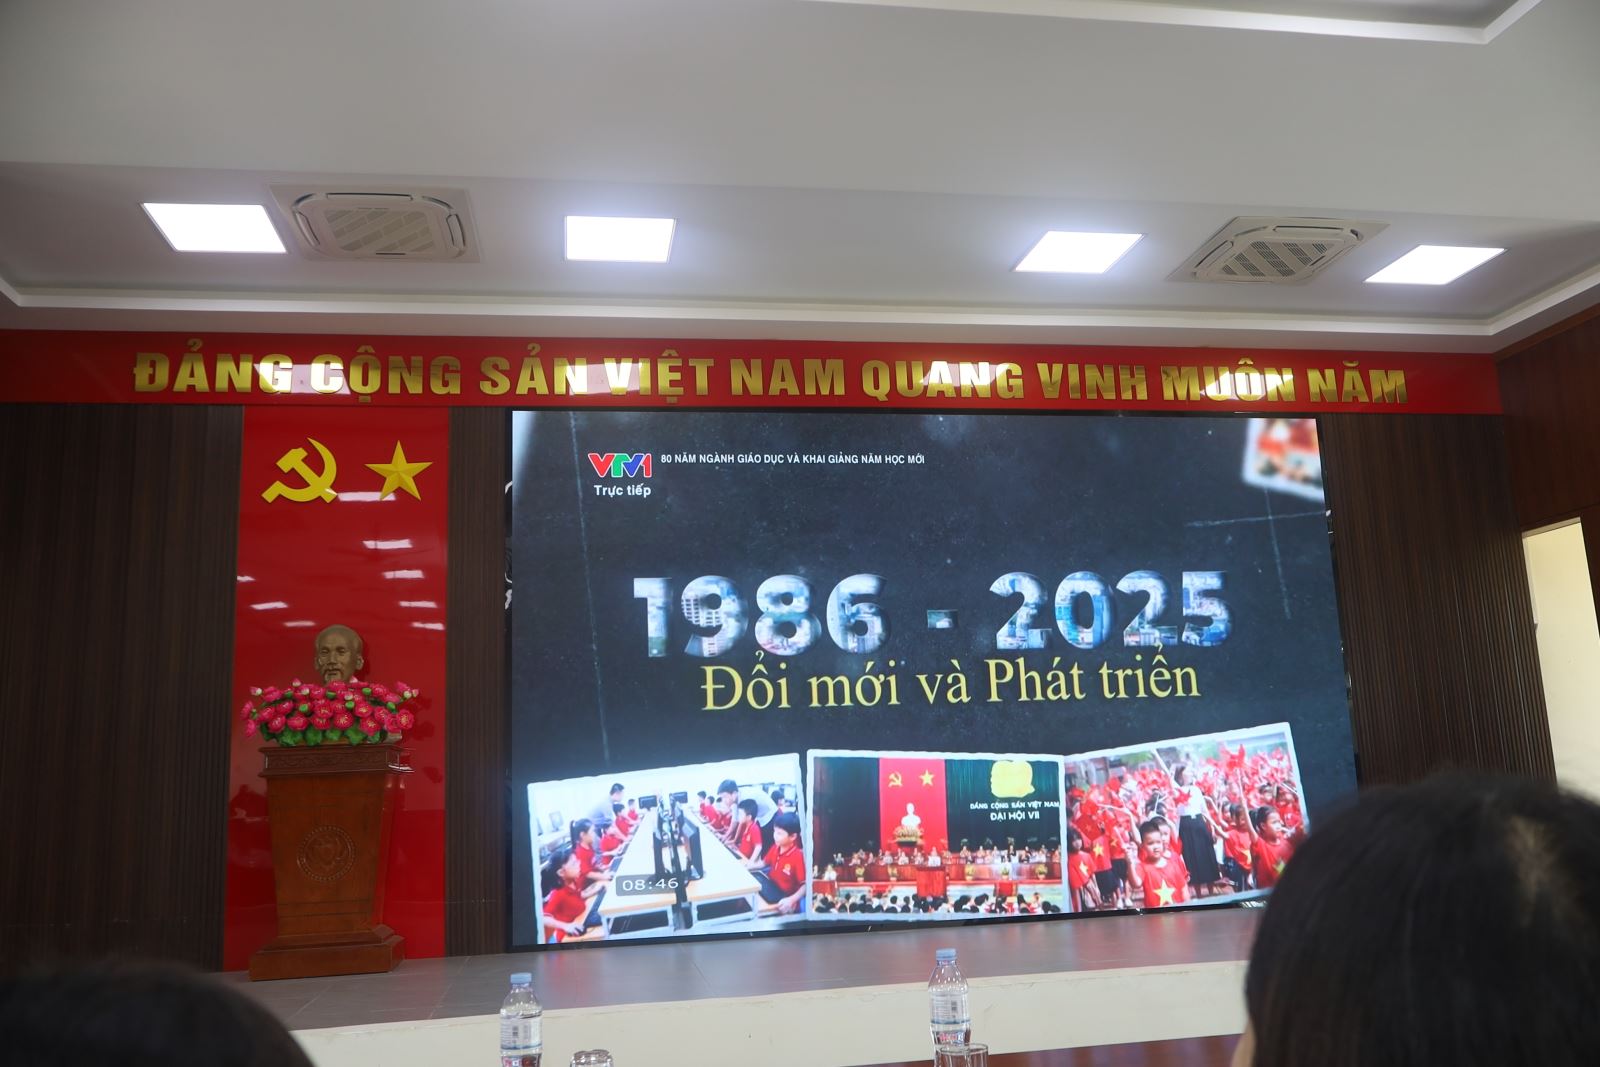 ĐẢNG CỘNG SẢN VIỆT NAM QUANG VINH MUÔN NĂM
VTV1 80 NĂM NGÀNH GIÁO DỤC VÀ KHAI GIẢNG NĂM HỌC MỚI
Trực tiếp
1986 - 2025
Đổi mới và Phát triển
ĐẢNG CỘNG SẢN VIỆT NAM
ĐẠI HỘI VII
08:46